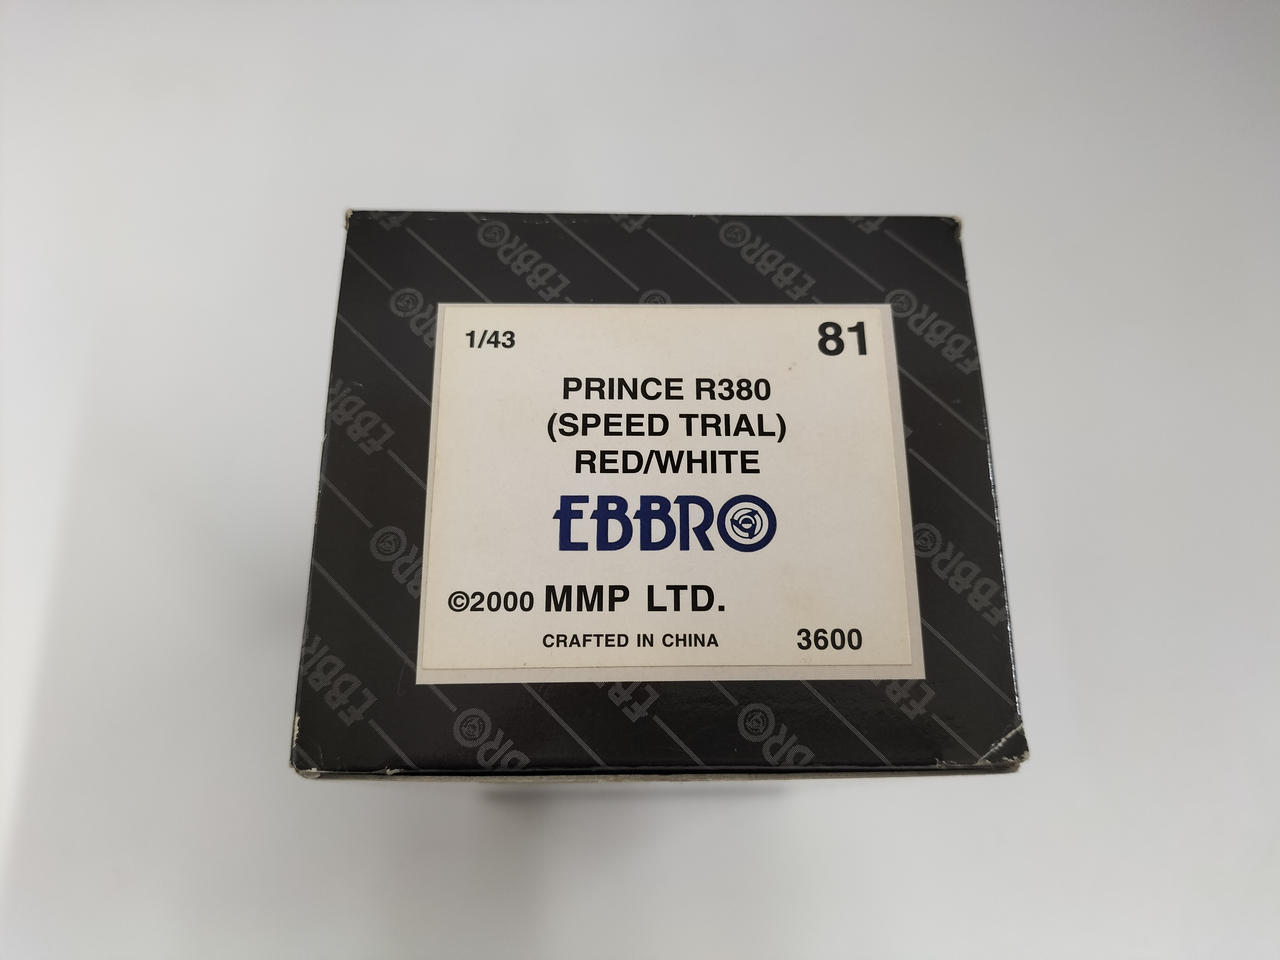 1/43 81
PRINCE R380
(SPEED TRIAL)
RED/WHITE
EBBRO
©2000 MMP LTD.
CRAFTED IN CHINA 3600